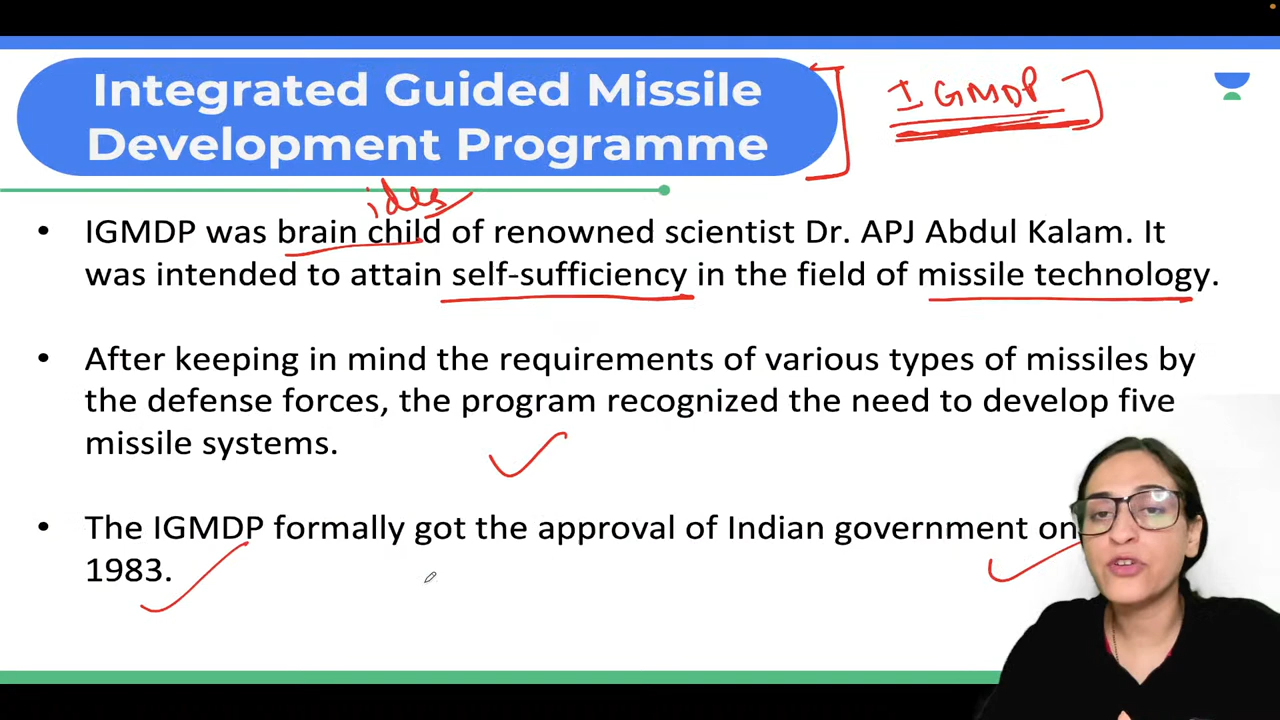 Integrated Guided Missile
Development Programme
IGMDP
idea
• IGMDP was brain child of renowned scientist Dr. APJ Abdul Kalam. It
was intended to attain self-sufficiency in the field of missile technology.
• After keeping in mind the requirements of various types of missiles by
the defense forces, the program recognized the need to develop five
missile systems.
• The IGMDP formally got the approval of Indian government on
1983.